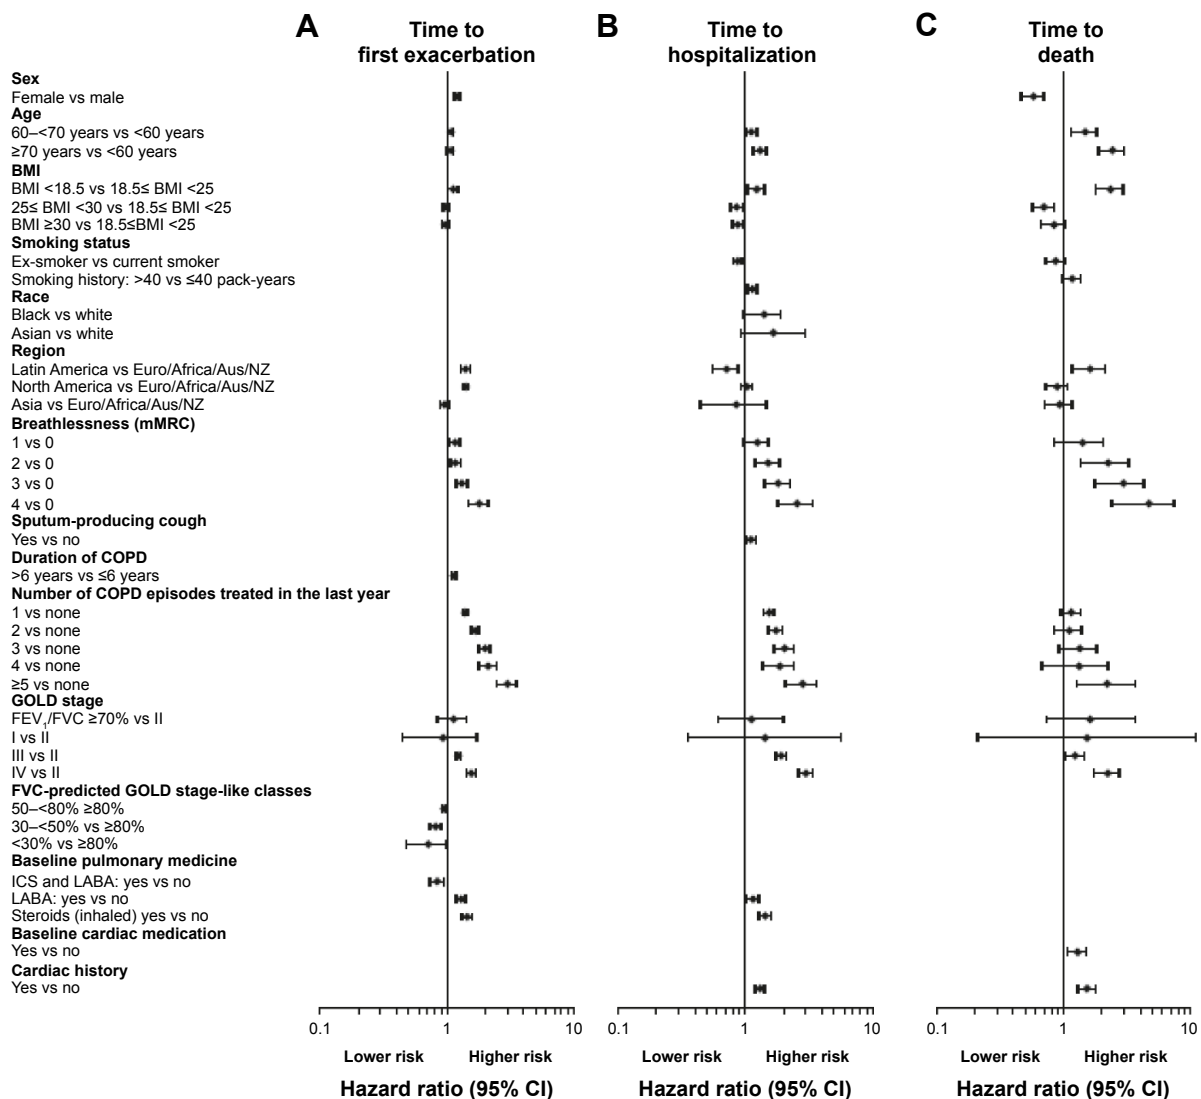 A Time to first exacerbation
B Time to hospitalization
C Time to death
Sex
Female vs male
Age
60–<70 years vs <60 years
≥70 years vs <60 years
BMI
BMI <18.5 vs 18.5≤ BMI <25
25≤ BMI <30 vs 18.5≤ BMI <25
BMI ≥30 vs 18.5≤BMI <25
Smoking status
Ex-smoker vs current smoker
Smoking history: >40 vs ≤40 pack-years
Race
Black vs white
Asian vs white
Region
Latin America vs Euro/Africa/Aus/NZ
North America vs Euro/Africa/Aus/NZ
Asia vs Euro/Africa/Aus/NZ
Breathlessness (mMRC)
1 vs 0
2 vs 0
3 vs 0
4 vs 0
Sputum-producing cough
Yes vs no
Duration of COPD
>6 years vs ≤6 years
Number of COPD episodes treated in the last year
1 vs none
2 vs none
3 vs none
4 vs none
≥5 vs none
GOLD stage
FEV1/FVC ≥70% vs II
I vs II
III vs II
IV vs II
FVC-predicted GOLD stage-like classes
50–<80% ≥80%
30–<50% vs ≥80%
<30% vs ≥80%
Baseline pulmonary medicine
ICS and LABA: yes vs no
LABA: yes vs no
Steroids (inhaled) yes vs no
Baseline cardiac medication
Yes vs no
Cardiac history
Yes vs no
0.1 1 10 0.1 1 10 0.1 1 10
Lower risk Higher risk Lower risk Higher risk Lower risk Higher risk
Hazard ratio (95% CI) Hazard ratio (95% CI) Hazard ratio (95% CI)